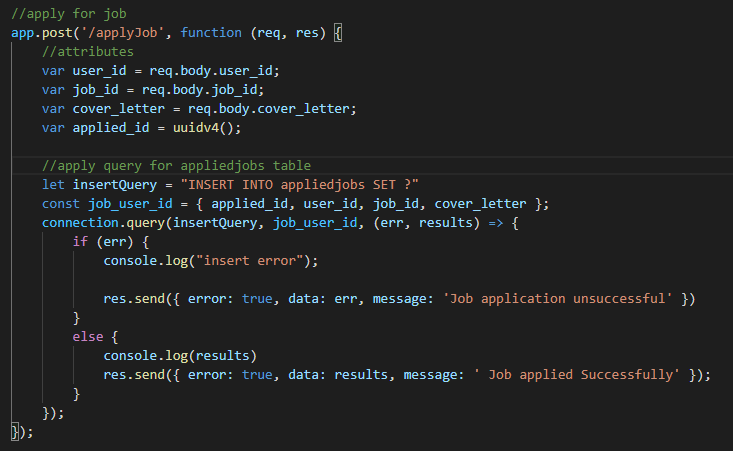 //apply for job
app.post('/applyJob', function (req, res) {
//attributes
var user_id = req.body.user_id;
var job_id = req.body.job_id;
var cover_letter = req.body.cover_letter;
var applied_id = uuidv4();
//apply query for appliedjobs table
let insertQuery = "INSERT INTO appliedjobs SET ?"
const job_user_id = { applied_id, user_id, job_id, cover_letter };
connection.query(insertQuery, job_user_id, (err, results) => {
if (err) {
console.log("insert error");
res.send({ error: true, data: err, message: 'Job application unsuccessful' })
}
else {
console.log(results)
res.send({ error: true, data: results, message: ' Job applied Successfully' });
}
});
});